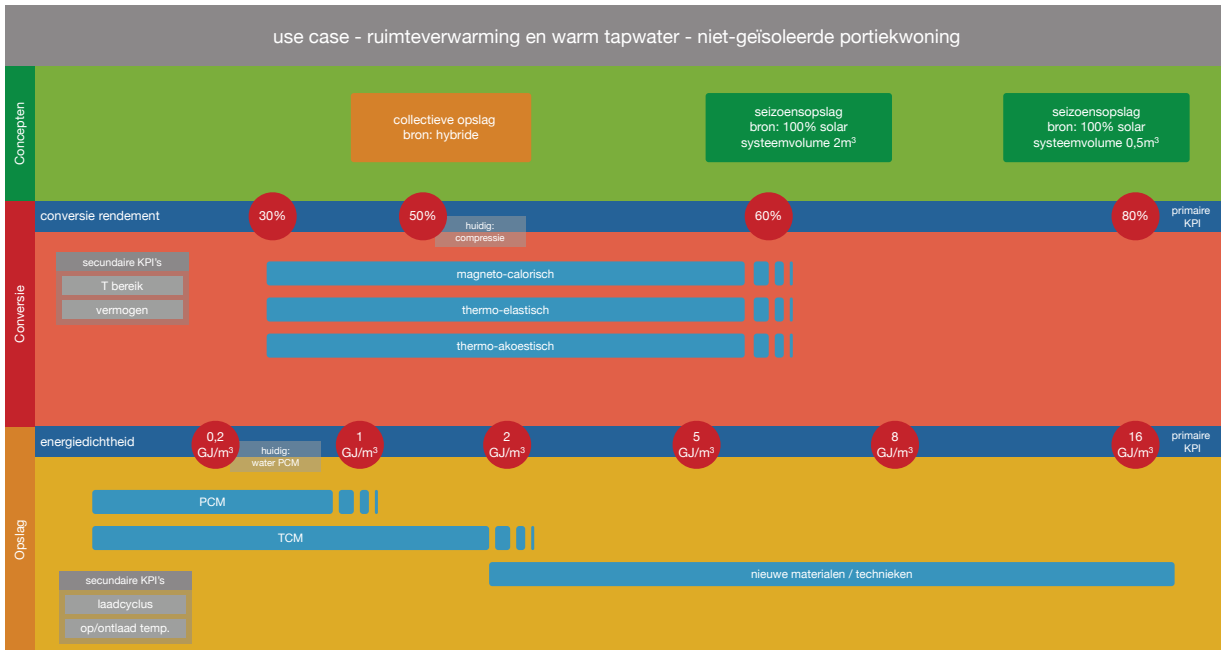 use case - ruimteverwarming en warm tapwater - niet-geïsoleerde portiekwoning
Concepten
collectieve opslag
bron: hybride
seizoensopslag
bron: 100% solar
systeemvolume 2m³
seizoensopslag
bron: 100% solar
systeemvolume 0,5m³
Conversie
conversie rendement
30%
50%
60%
80%
primaire
KPI
huidig:
compressie
secundaire KPI's
T bereik
vermogen
magneto-calorisch
thermo-elastisch
thermo-akoestisch
Opslag
energiedichtheid
0,2
GJ/m³
1
GJ/m³
2
GJ/m³
5
GJ/m³
8
GJ/m³
16
GJ/m³
primaire
KPI
huidig:
water PCM
PCM
TCM
nieuwe materialen / technieken
secundaire KPI's
laadcyclus
op/ontlaad temp.